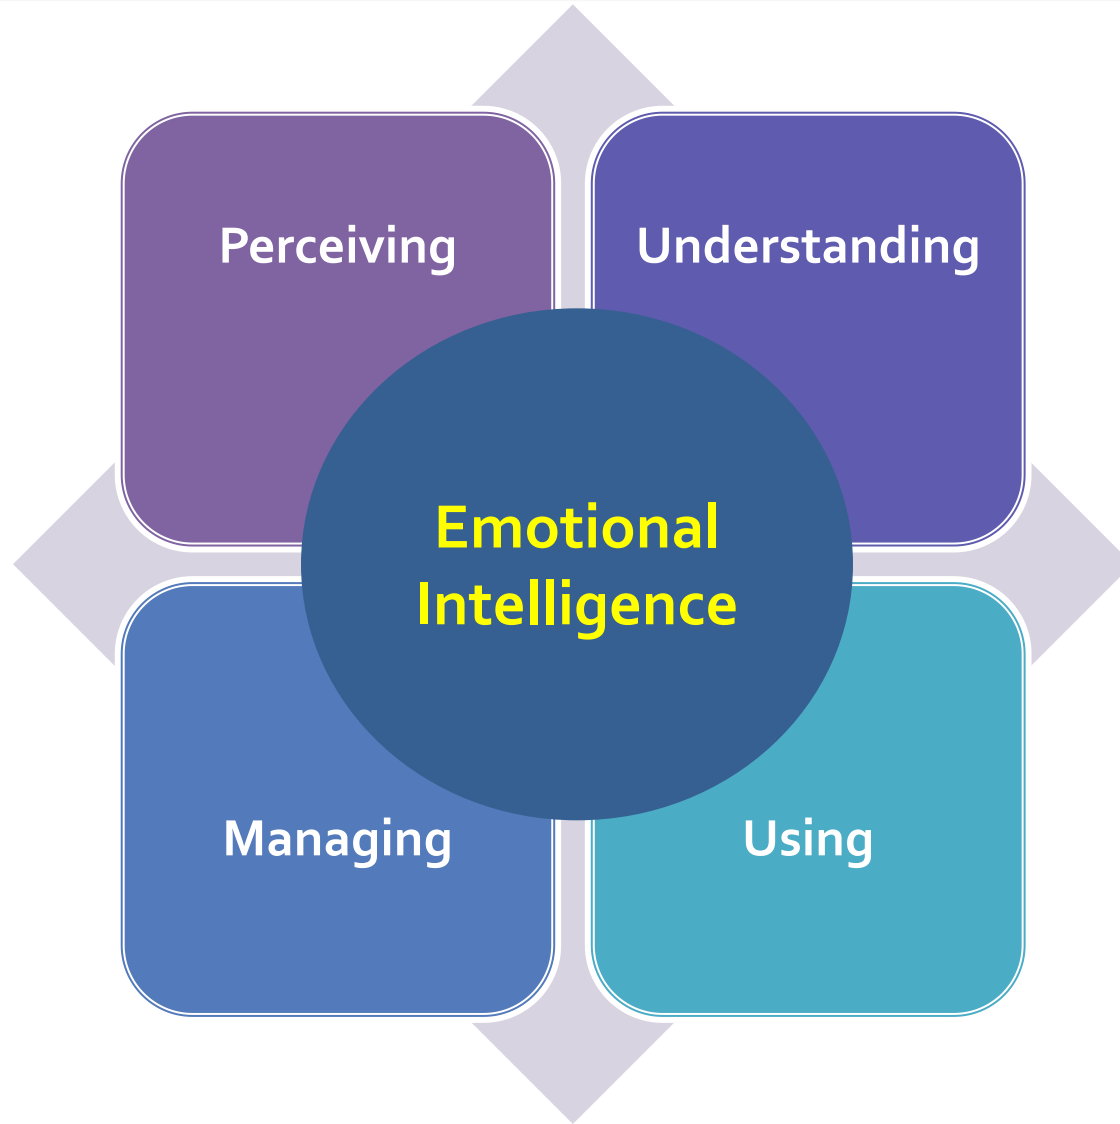 Perceiving
Understanding
Emotional
Intelligence
Managing
Using